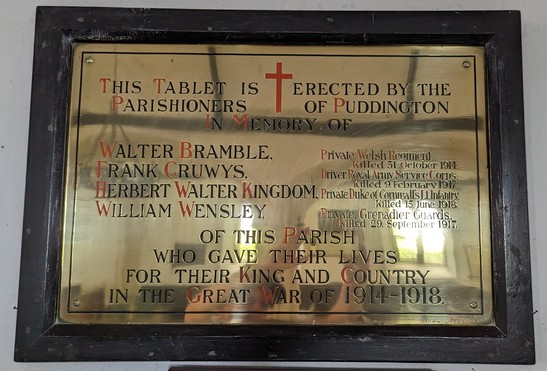 THIS TABLET IS ERECTED BY THE
PARISHIONERS OF PUDDINGTON
IN MEMORY OF
WALTER BRAMBLE, Private Welsh Regiment
Killed 31. October 1914.
FRANK CRUWYS, Driver Royal Army Service Corps
Killed 9 February 1917.
HERBERT WALTER KINGDOM, Private Duke of Cornwall's Lt Infantry
Killed 15 June 1918.
WILLIAM WENSLEY, Private, Grenadier Guards,
Killed 29. September 1917.
OF THIS PARISH
WHO GAVE THEIR LIVES
FOR THEIR KING AND COUNTRY
IN THE GREAT WAR OF 1914-1918.